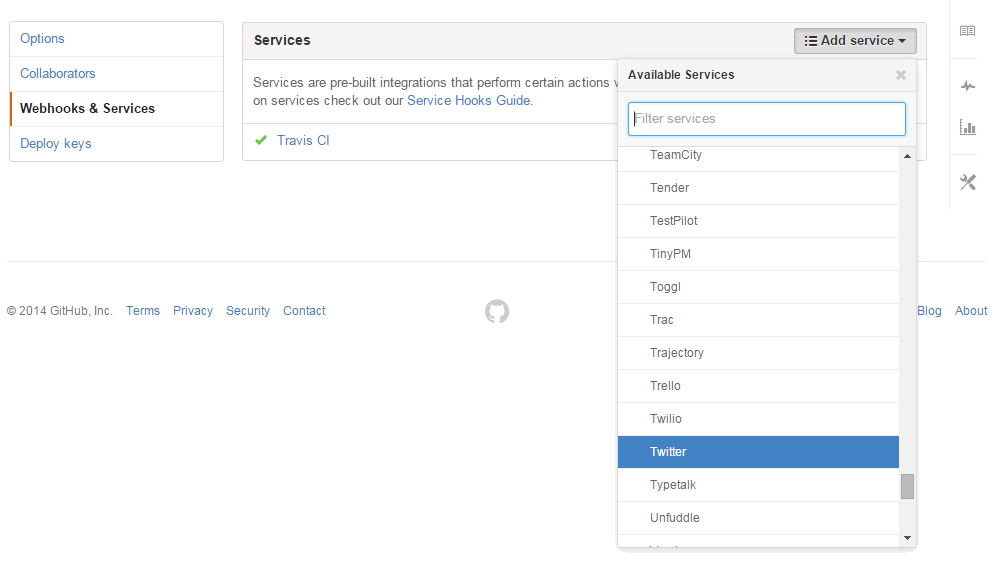 Options
Collaborators
Webhooks & Services
Deploy keys
Services
Add service
Services are pre-built integrations that perform certain actions
on services check out our Service Hooks Guide.
Travis CI
Available Services
Filter services
TeamCity
Tender
TestPilot
TinyPM
Toggl
Trac
Trajectory
Trello
Twilio
Twitter
Typetalk
Unfuddle
© 2014 GitHub, Inc. Terms Privacy Security Contact
Blog About